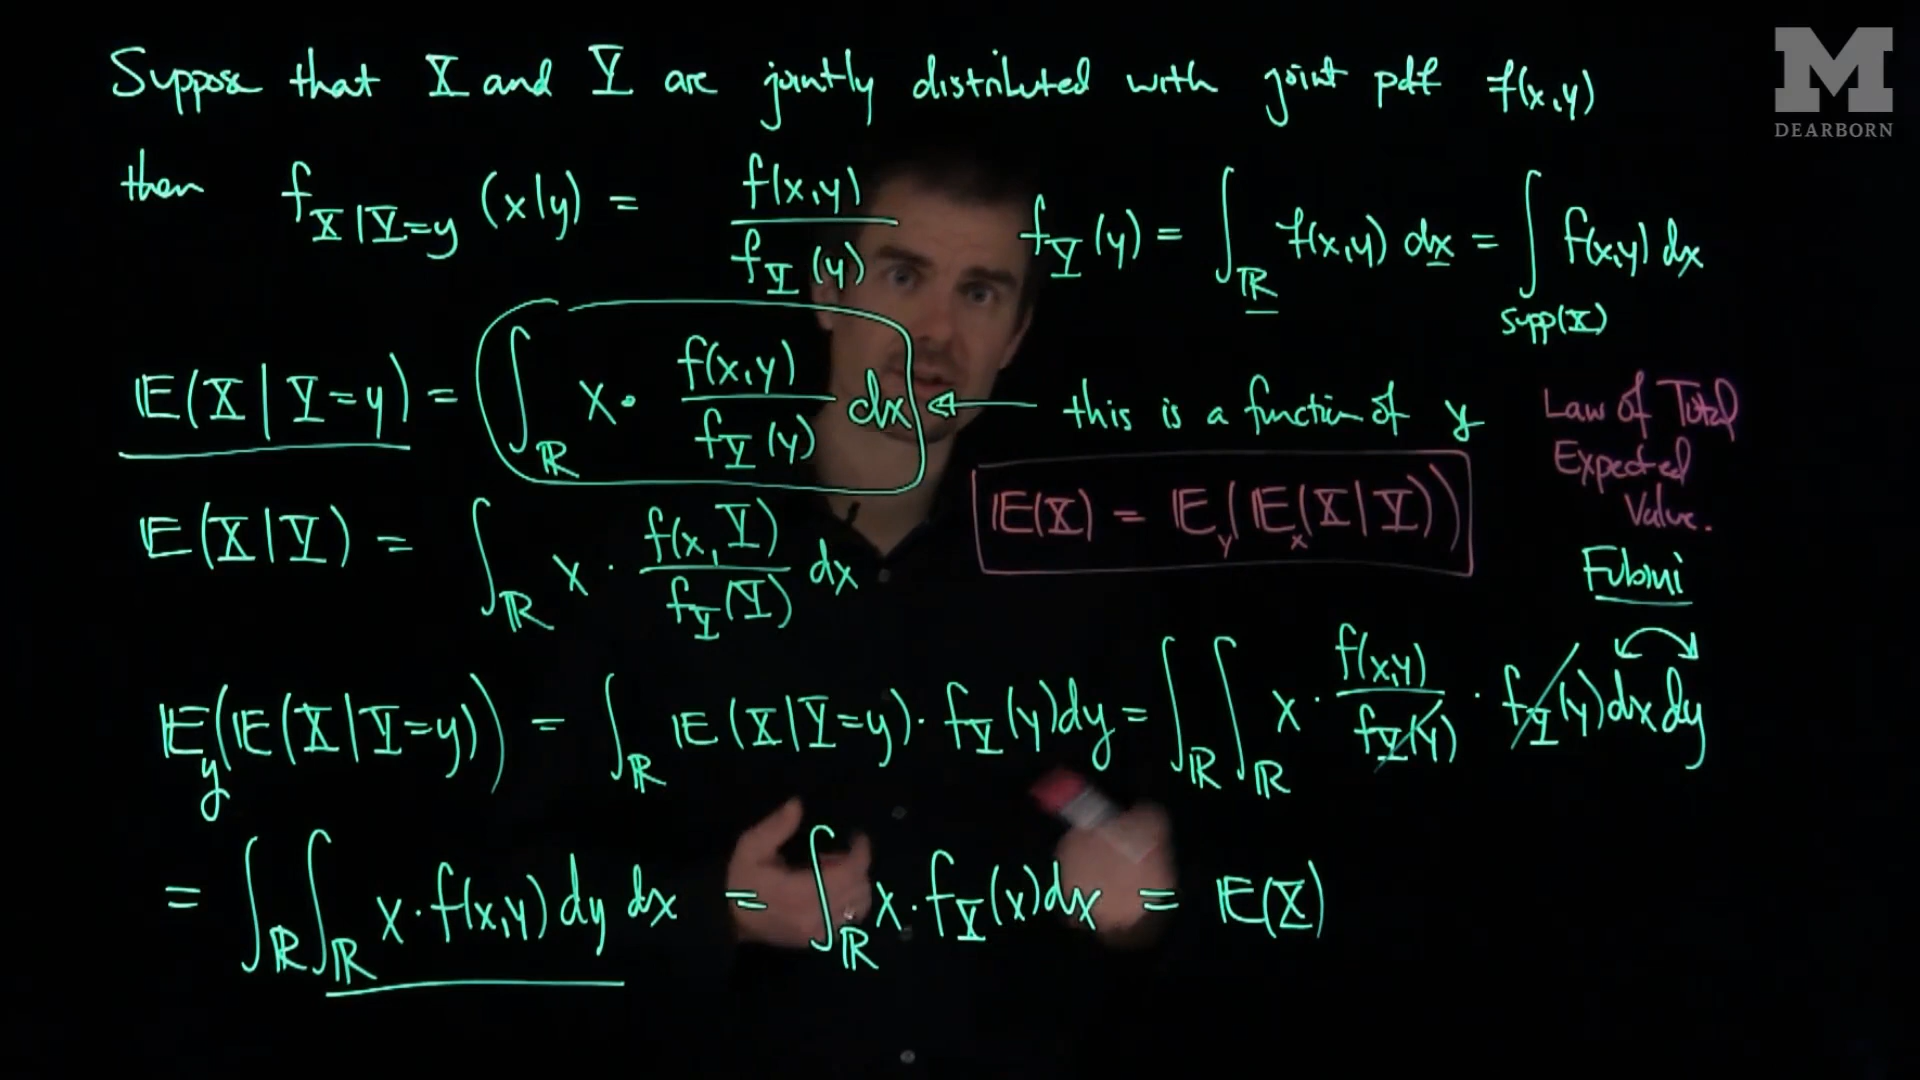 Suppose that X and Y are jointly distributed with joint pdf f(x,y)
M
DEARBORN
then f_{X|Y=y}(x|y) = f(x,y) / f_Y(y)    f_Y(y) = ∫_ℝ f(x,y) dx = ∫_{supp(X)} f(x,y) dx
𝔼(X|Y=y) = ∫_ℝ x · f(x,y) / f_Y(y) dx ← this is a function of y
Law of Total
Expected
Value.
𝔼(X) = 𝔼_y(𝔼_x(X|Y))
𝔼(X|Y) = ∫_ℝ x · f(x,Y) / f_Y(Y) dx
Fubini
𝔼_y(𝔼(X|Y=y)) = ∫_ℝ 𝔼(X|Y=y) · f_Y(y) dy = ∫_ℝ ∫_ℝ x · f(x,y) / f_Y(y) · f_Y(y) dx dy
= ∫_ℝ ∫_ℝ x · f(x,y) dy dx = ∫_ℝ x · f_X(x) dx = 𝔼(X)